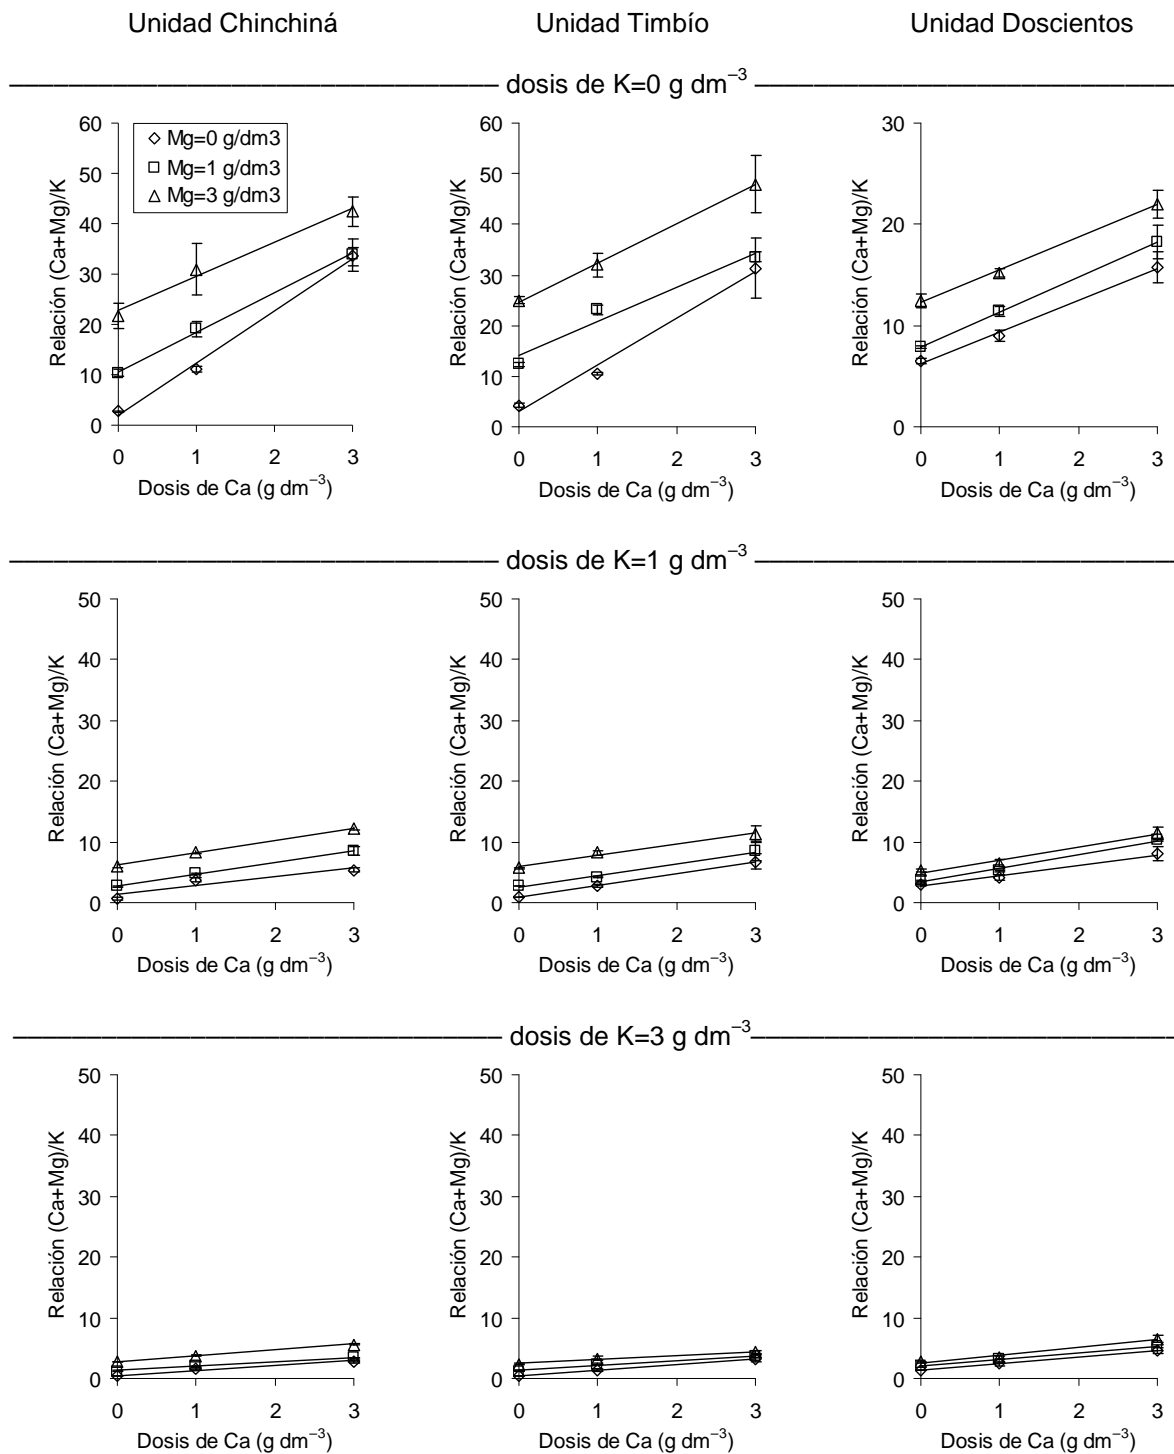 Unidad Chinchiná
Unidad Timbío
Unidad Doscientos
dosis de K=0 g dm⁻³
Relación (Ca+Mg)/K
60
50
40
30
20
10
0
Mg=0 g/dm3
Mg=1 g/dm3
Mg=3 g/dm3
0 1 2 3
Dosis de Ca (g dm⁻³)
Relación (Ca+Mg)/K
60
50
40
30
20
10
0
0 1 2 3
Dosis de Ca (g dm⁻³)
Relación (Ca+Mg)/K
30
20
10
0
0 1 2 3
Dosis de Ca (g dm⁻³)
dosis de K=1 g dm⁻³
Relación (Ca+Mg)/K
50
40
30
20
10
0
0 1 2 3
Dosis de Ca (g dm⁻³)
Relación (Ca+Mg)/K
50
40
30
20
10
0
0 1 2 3
Dosis de Ca (g dm⁻³)
Relación (Ca+Mg)/K
50
40
30
20
10
0
0 1 2 3
Dosis de Ca (g dm⁻³)
dosis de K=3 g dm⁻³
Relación (Ca+Mg)/K
50
40
30
20
10
0
0 1 2 3
Dosis de Ca (g dm⁻³)
Relación (Ca+Mg)/K
50
40
30
20
10
0
0 1 2 3
Dosis de Ca (g dm⁻³)
Relación (Ca+Mg)/K
50
40
30
20
10
0
0 1 2 3
Dosis de Ca (g dm⁻³)